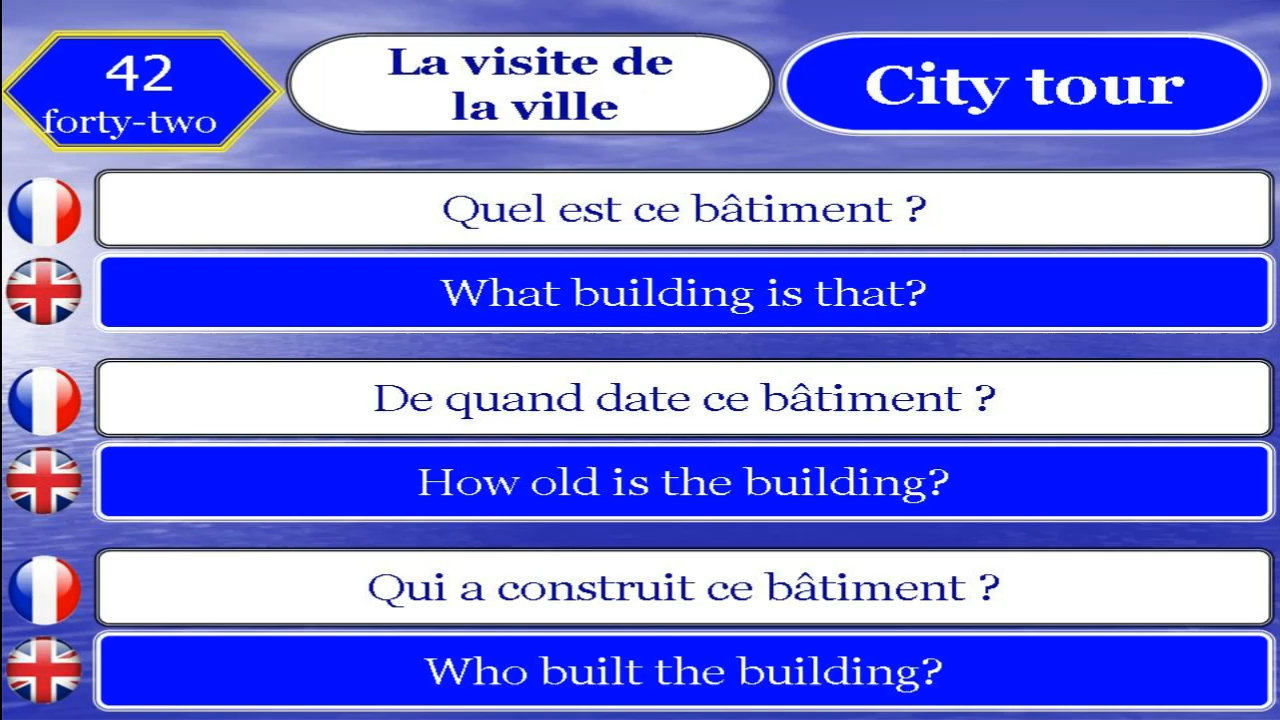 42
forty-two
La visite de
la ville
City tour
Quel est ce bâtiment ?
What building is that?
De quand date ce bâtiment ?
How old is the building?
Qui a construit ce bâtiment ?
Who built the building?